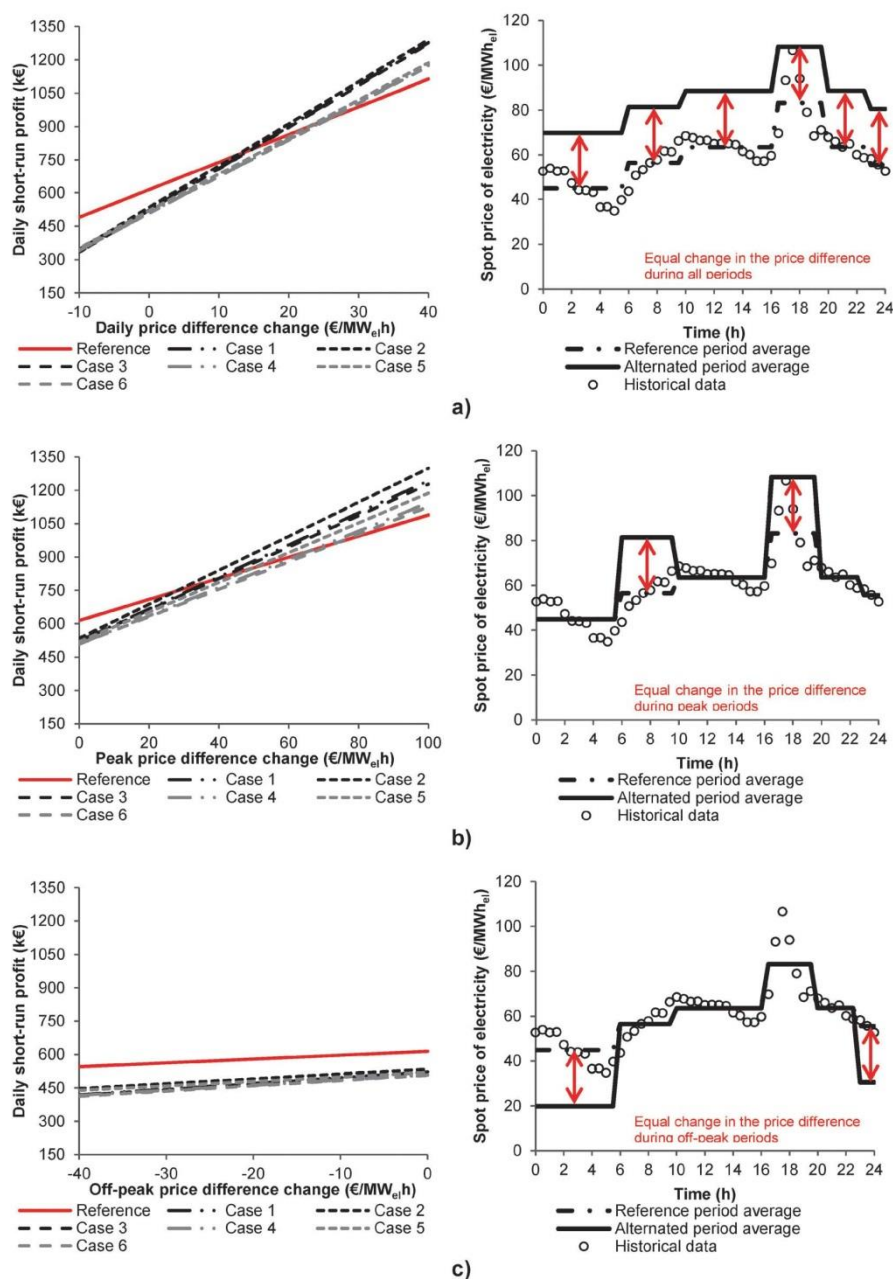 1350
1200
1050
900
750
600
450
300
150
Daily short-run profit (k€)
-10 0 10 20 30 40
Daily price difference change (€/MWelh)
Reference Case 1 Case 2
Case 3 Case 4 Case 5
Case 6
120
100
80
60
40
20
0
Spot price of electricity (€/MWhel)
Equal change in the price difference
during all periods
0 2 4 6 8 10 12 14 16 18 20 22 24
Time (h)
Reference period average
Alternated period average
Historical data
a)
1350
1200
1050
900
750
600
450
300
150
Daily short-run profit (k€)
0 20 40 60 80 100
Peak price difference change (€/MWelh)
Reference Case 1 Case 2
Case 3 Case 4 Case 5
Case 6
120
100
80
60
40
20
0
Spot price of electricity (€/MWhel)
Equal change in the price difference
during peak periods
0 2 4 6 8 10 12 14 16 18 20 22 24
Time (h)
Reference period average
Alternated period average
Historical data
b)
1350
1200
1050
900
750
600
450
300
150
Daily short-run profit (k€)
-40 -30 -20 -10 0
Off-peak price difference change (€/MWelh)
Reference Case 1 Case 2
Case 3 Case 4 Case 5
Case 6
120
100
80
60
40
20
0
Spot price of electricity (€/MWhel)
Equal change in the price difference
during off-peak periods
0 2 4 6 8 10 12 14 16 18 20 22 24
Time (h)
Reference period average
Alternated period average
Historical data
c)